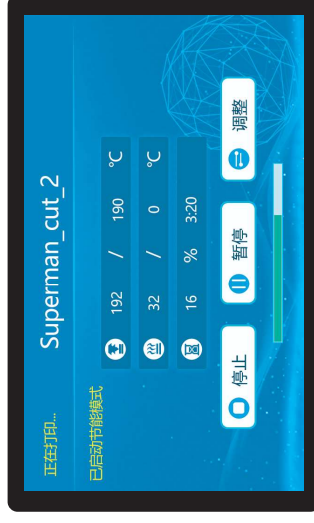 正在打印...
Superman_cut_2
已启动节能模式
192 / 190 ℃
32 / 0 ℃
16 % 3:20
停止
暂停
调整